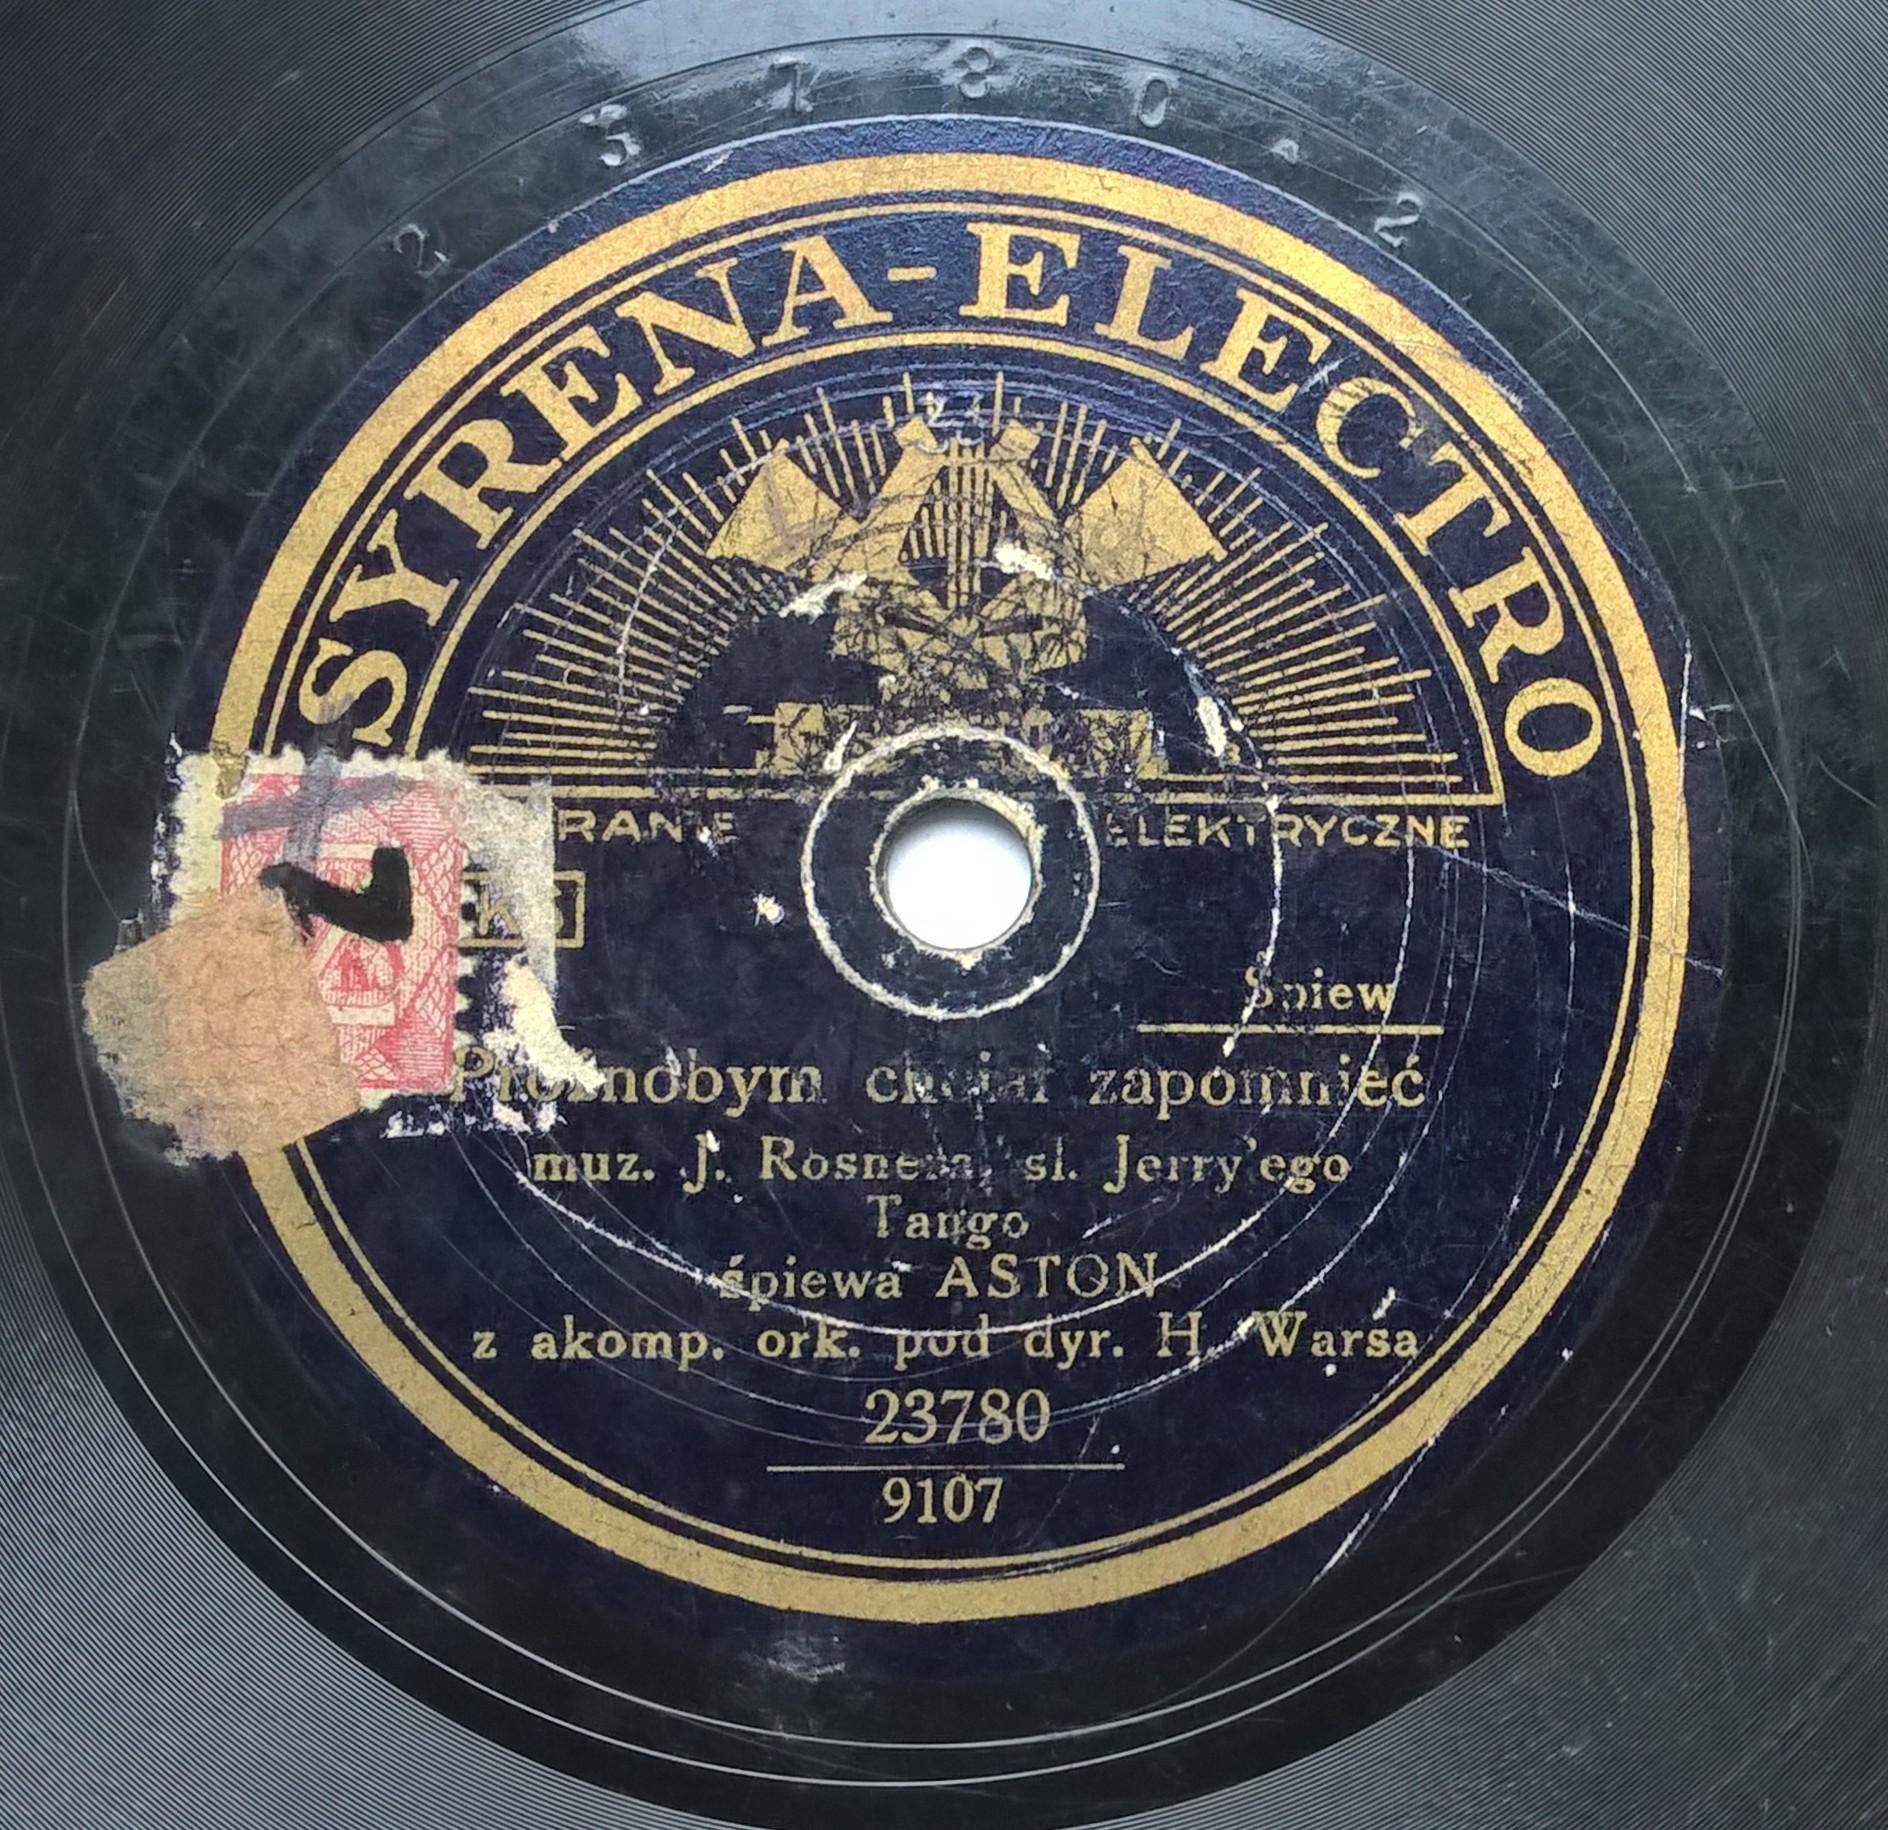 2 3 7 8 0 - 2
SYRENA-ELECTRO
ELEKTRYCZNE
Śpiew
zapomnieć
muz. J. Rosnera, sł. Jerry'ego
Tango
śpiewa ASTON
z akomp. ork. pod dyr. H. Warsa
23780
9107